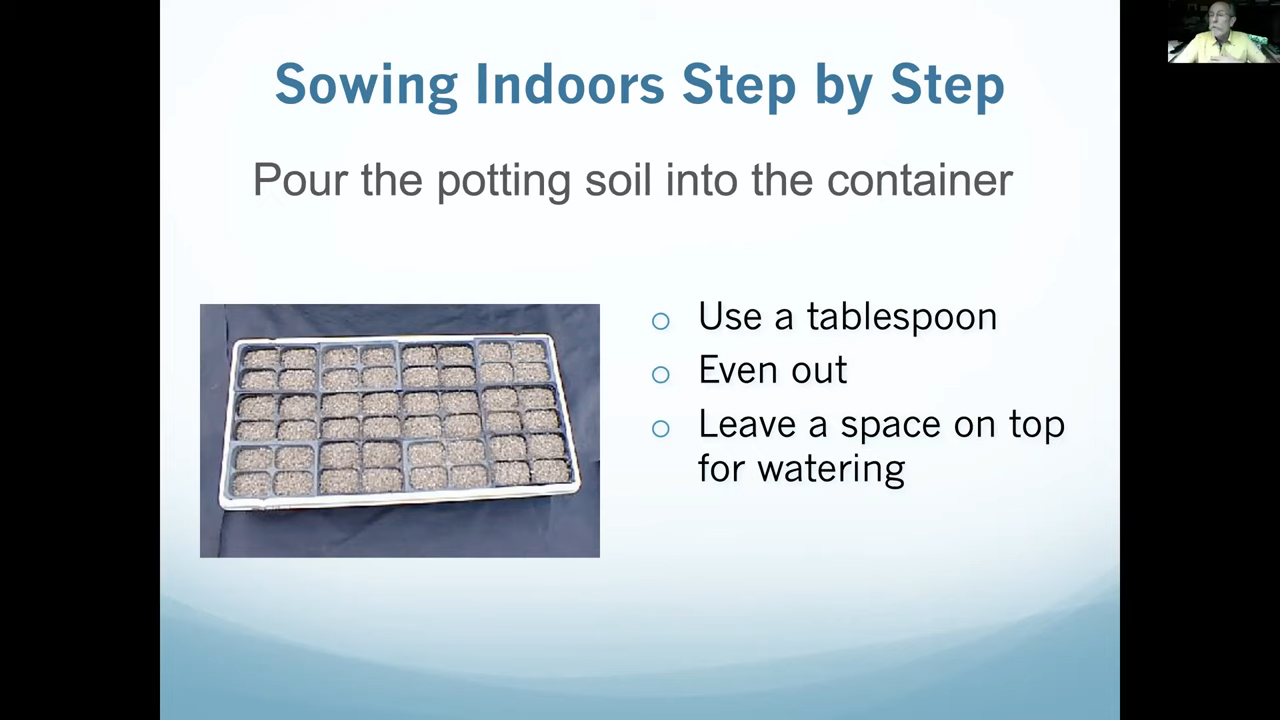 Sowing Indoors Step by Step
Pour the potting soil into the container
Use a tablespoon
Even out
Leave a space on top
for watering